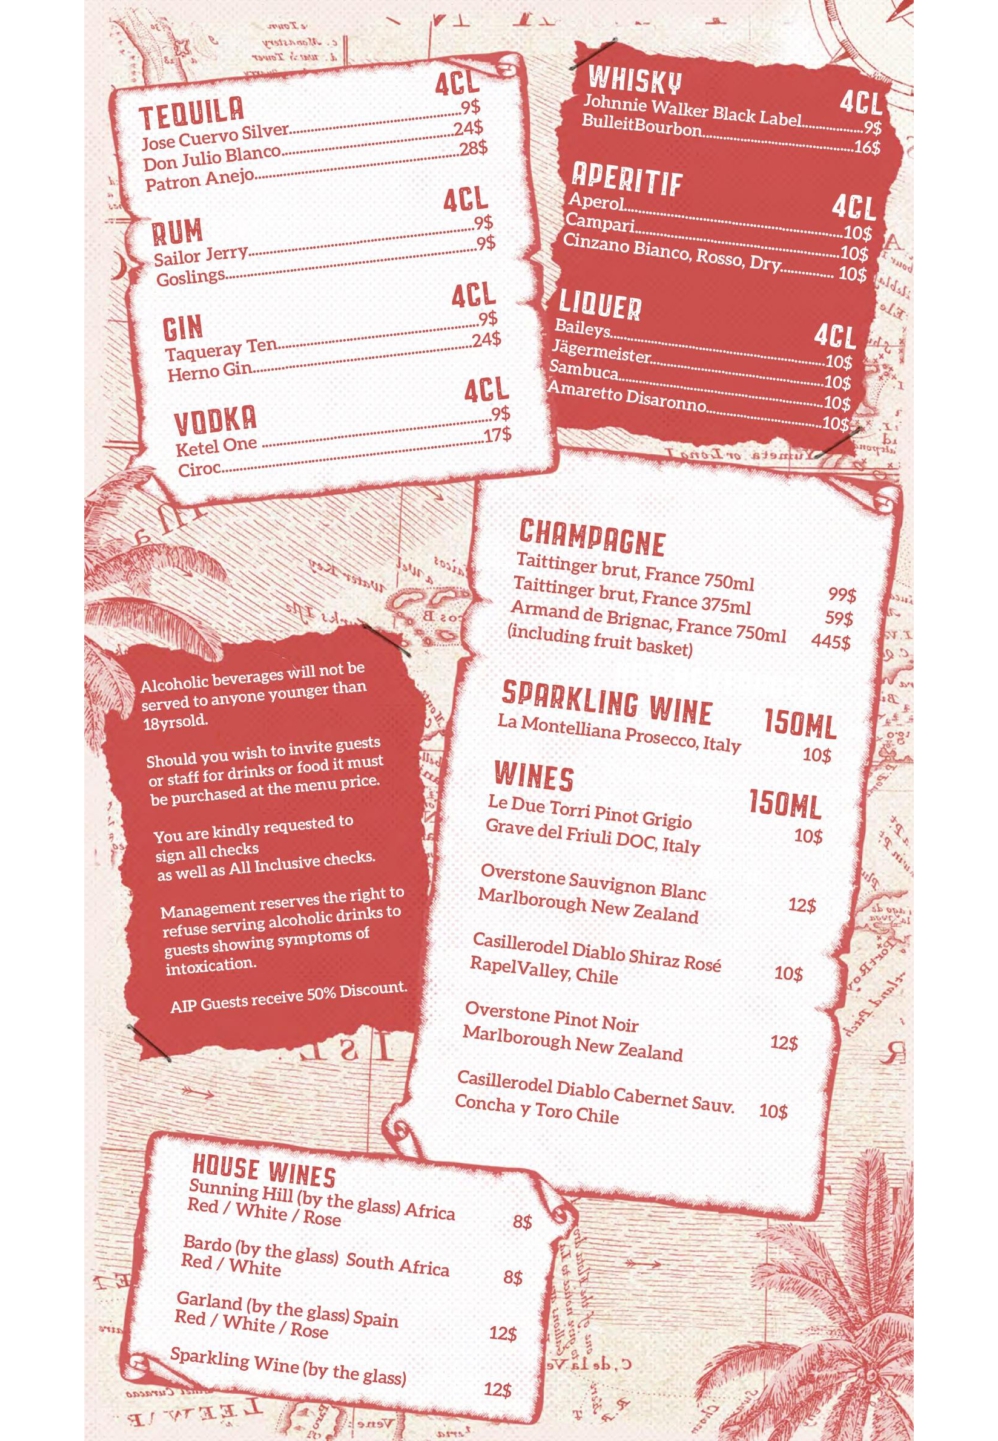 TEQUILA 4CL
Jose Cuervo Silver............................................9$
Don Julio Blanco............................................24$
Patron Anejo....................................................28$
RUM 4CL
Sailor Jerry.......................................................9$
Goslings............................................................9$
GIN 4CL
Taqueray Ten..................................................9$
Herno Gin......................................................24$
VODKA 4CL
Ketel One ........................................................9$
Ciroc................................................................17$
WHISKY 4CL
Johnnie Walker Black Label...............9$
BulleitBourbon.....................................16$
APERITIF 4CL
Aperol......................................................10$
Campari...................................................10$
Cinzano Bianco, Rosso, Dry............. 10$
LIQUER 4CL
Baileys......................................................10$
Jägermeister...........................................10$
Sambuca...................................................10$
Amaretto Disaronno.............................10$
CHAMPAGNE
Taittinger brut, France 750ml 99$
Taittinger brut, France 375ml 59$
Armand de Brignac, France 750ml 445$
(including fruit basket)
SPARKLING WINE 150ML
La Montelliana Prosecco, Italy 10$
WINES 150ML
Le Due Torri Pinot Grigio 10$
Grave del Friuli DOC, Italy
Overstone Sauvignon Blanc 12$
Marlborough New Zealand
Casillerodel Diablo Shiraz Rosé 10$
RapelValley, Chile
Overstone Pinot Noir 12$
Marlborough New Zealand
Casillerodel Diablo Cabernet Sauv. 10$
Concha y Toro Chile
Alcoholic beverages will not be
served to anyone younger than
18yrsold.
Should you wish to invite guests
or staff for drinks or food it must
be purchased at the menu price.
You are kindly requested to
sign all checks
as well as All Inclusive checks.
Management reserves the right to
refuse serving alcoholic drinks to
guests showing symptoms of
intoxication.
AIP Guests receive 50% Discount.
HOUSE WINES
Sunning Hill (by the glass) Africa
Red / White / Rose 8$
Bardo (by the glass) South Africa
Red / White 8$
Garland (by the glass) Spain
Red / White / Rose 12$
Sparkling Wine (by the glass) 12$